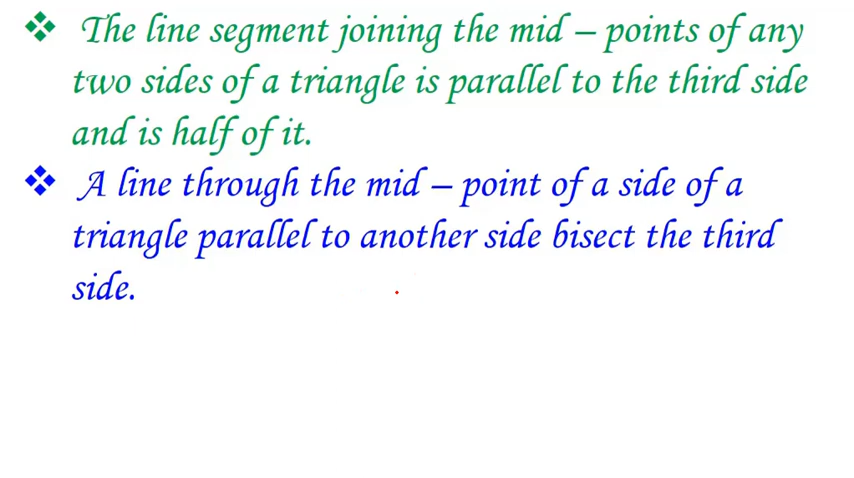 ❖ The line segment joining the mid – points of any
two sides of a triangle is parallel to the third side
and is half of it.
❖ A line through the mid – point of a side of a
triangle parallel to another side bisect the third
side.